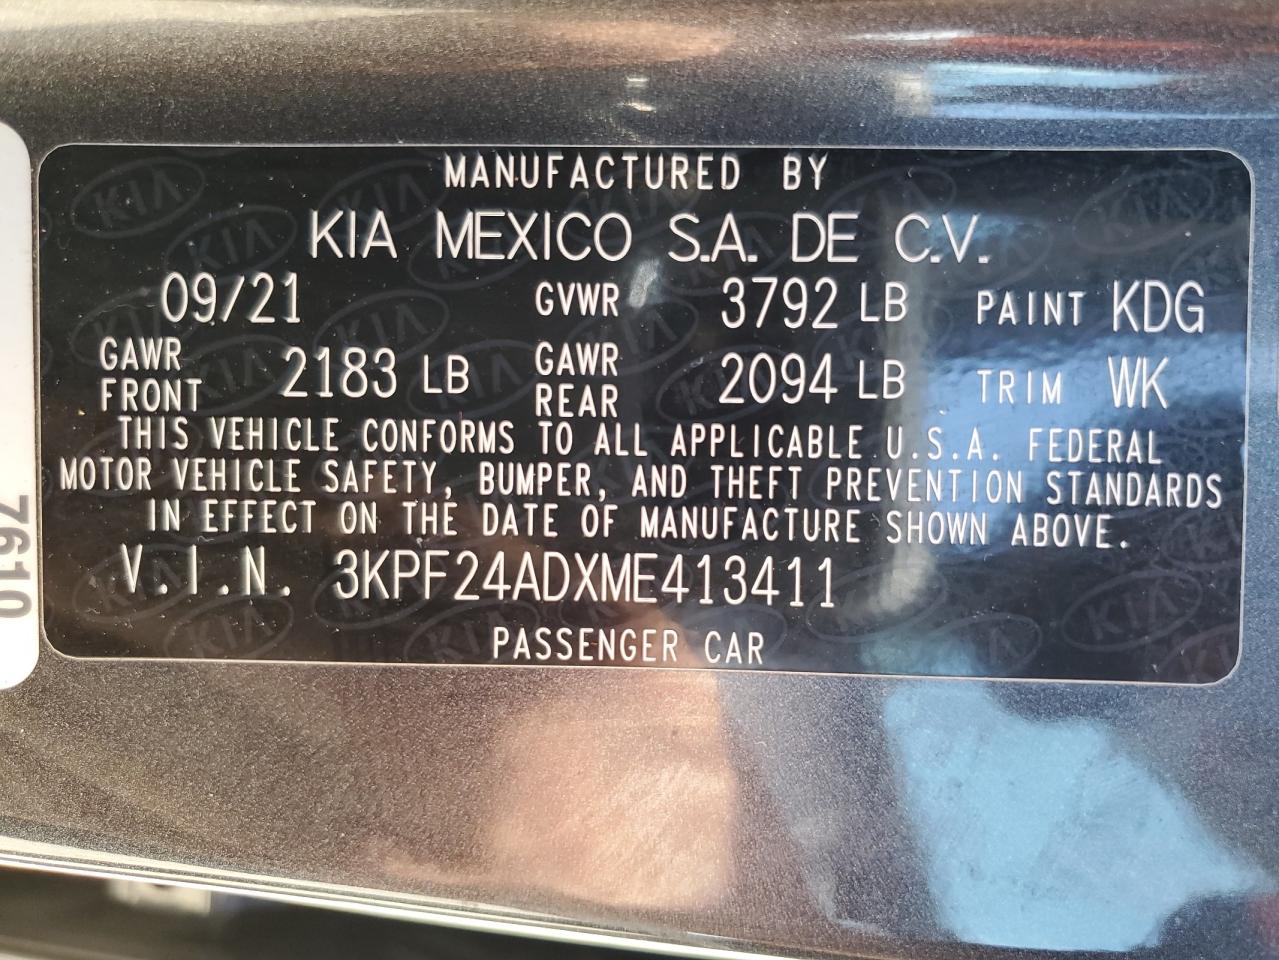 MANUFACTURED BY
KIA MEXICO S.A. DE C.V.
09/21 GVWR 3792 LB PAINT KDG
GAWR FRONT 2183 LB GAWR REAR 2094 LB TRIM WK
THIS VEHICLE CONFORMS TO ALL APPLICABLE U.S.A. FEDERAL
MOTOR VEHICLE SAFETY, BUMPER, AND THEFT PREVENTION STANDARDS
IN EFFECT ON THE DATE OF MANUFACTURE SHOWN ABOVE.
V.I.N. 3KPF24ADXME413411
PASSENGER CAR
7610